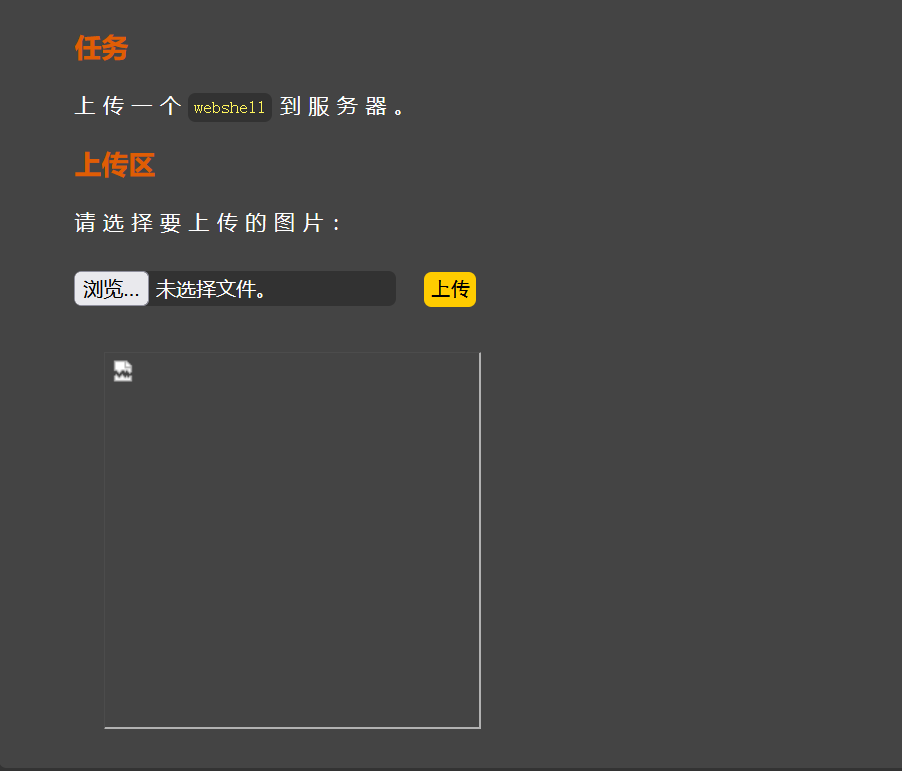 任务
上传一个 webshell 到服务器。
上传区
请选择要上传的图片：
浏览... 未选择文件。 上传